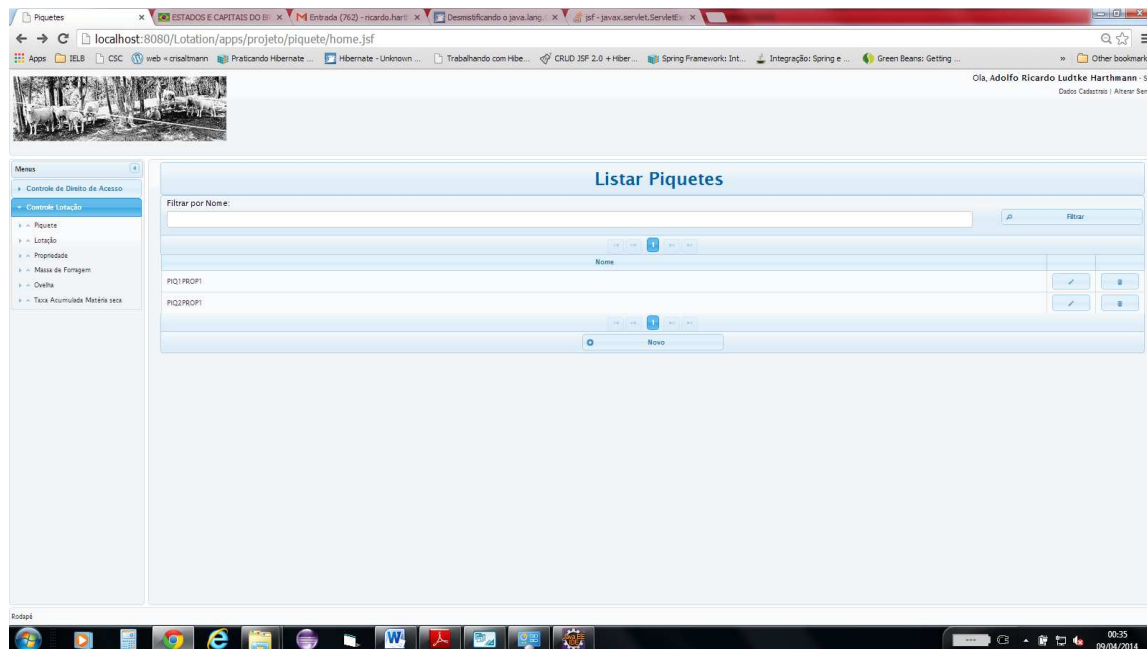 Piquetes
ESTADOS E CAPITAIS DO BR
Entrada (762) - ricardo.hart
Desmistificando o java.lang.
jsf - javax.servlet.ServletEx
localhost:8080/Lotation/apps/projeto/piquete/home.jsf
Apps
IELB
CSC
web « crisaltmann
Praticando Hibernate ...
Hibernate - Unknown ...
Trabalhando com Hibe...
CRUD JSF 2.0 + Hiber...
Spring Framework: Int...
Integração: Spring e ...
Green Beans: Getting ...
»
Other bookmark
Ola, Adolfo Ricardo Ludtke Harthmann - S
Dados Cadastrais | Alterar Sen
Menus
Controle de Direito de Acesso
Controle Lotação
Piquete
Lotação
Propriedade
Massa de Forragem
Ovelha
Taxa Acumulada Matéria seca
Listar Piquetes
Filtrar por Nome:
Filtrar
1
Nome
PIQ1PROP1
PIQ2PROP1
1
Novo
Rodapé
00:35
09/04/2014